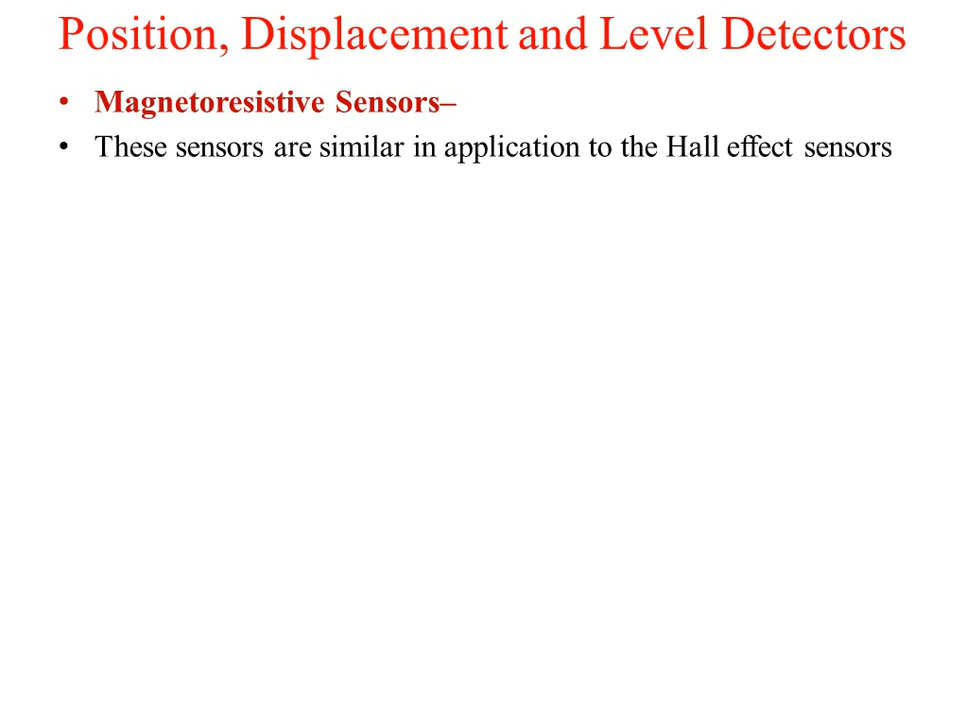 Position, Displacement and Level Detectors
• Magnetoresistive Sensors–
• These sensors are similar in application to the Hall effect sensors